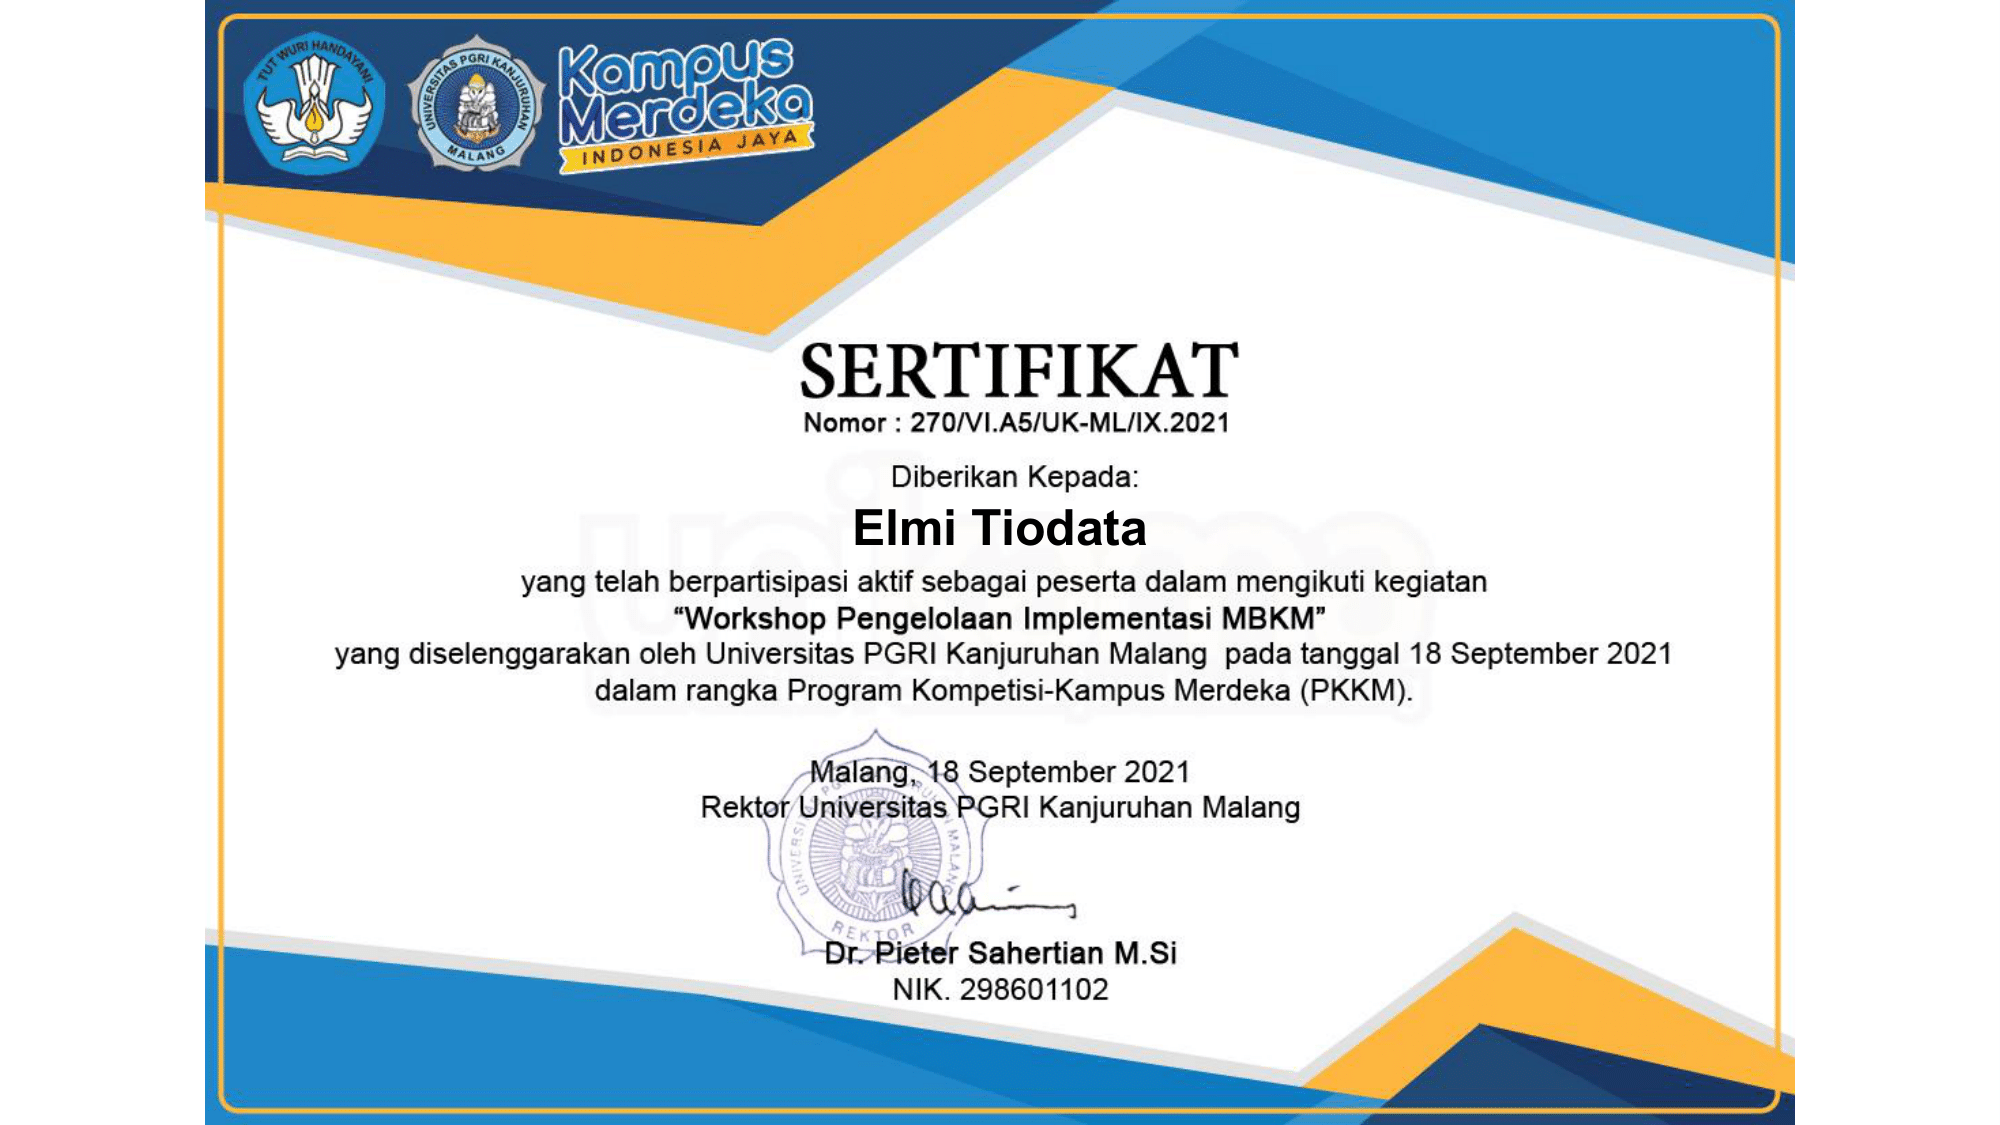 TUT WURI HANDAYANI
UNIVERSITAS PGRI KANJURUHAN
MALANG
Kampus
Merdeka
INDONESIA JAYA
SERTIFIKAT
Nomor : 270/VI.A5/UK-ML/IX.2021
Diberikan Kepada:
Elmi Tiodata
yang telah berpartisipasi aktif sebagai peserta dalam mengikuti kegiatan
“Workshop Pengelolaan Implementasi MBKM”
yang diselenggarakan oleh Universitas PGRI Kanjuruhan Malang pada tanggal 18 September 2021
dalam rangka Program Kompetisi-Kampus Merdeka (PKKM).
Malang, 18 September 2021
Rektor Universitas PGRI Kanjuruhan Malang
UNIVERSITAS PGRI KANJURUHAN MALANG
REKTOR
Dr. Pieter Sahertian M.Si
NIK. 298601102